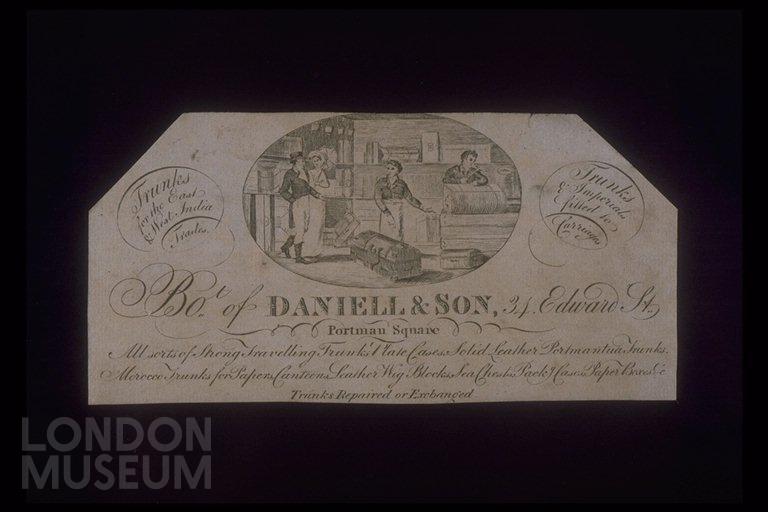 Trunks
for the East
& West India
Trades.
Trunks
& Imperials
fitted to
Carriages
Bo.t of DANIELL & SON, 34. Edward St.
Portman Square
All sorts of Strong Travelling Trunks, Plate Cases, Solid Leather Portmantua Trunks,
Morocco Trunks for Papers, Canteens, Leather Wig Blocks, Sea Chests, Packg Cases, Paper Boxes &c
Trunks Repaired or Exchanged
LONDON
MUSEUM